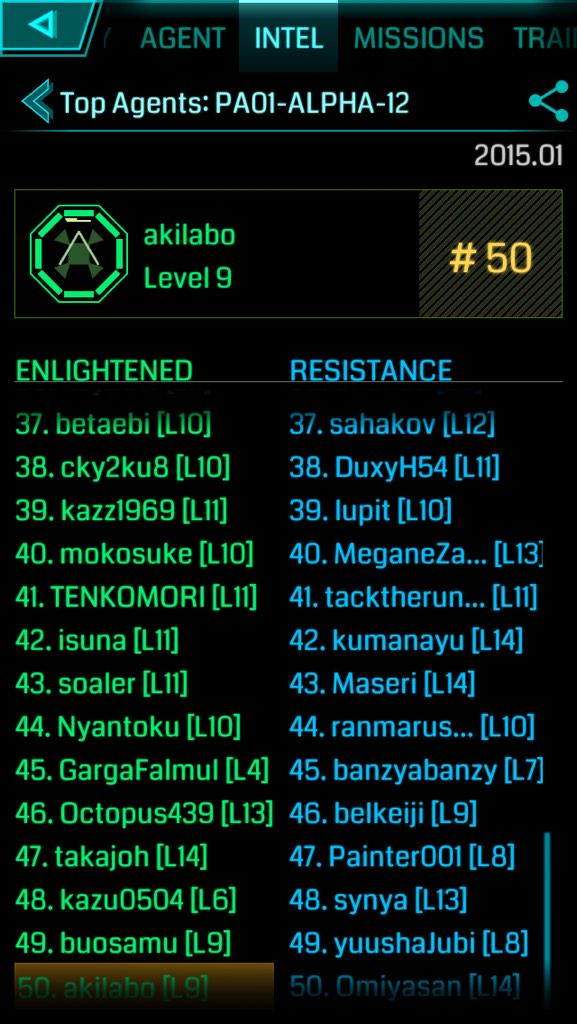 Y AGENT INTEL MISSIONS TRAI
Top Agents: PA01-ALPHA-12
2015.01
akilabo
Level 9
# 50
ENLIGHTENED
37. betaebi [L10]
38. cky2ku8 [L10]
39. kazz1969 [L11]
40. mokosuke [L10]
41. TENKOMORI [L11]
42. isuna [L11]
43. soaler [L11]
44. Nyantoku [L10]
45. GargaFalmul [L4]
46. Octopus439 [L13]
47. takajoh [L14]
48. kazu0504 [L6]
49. buosamu [L9]
50. akilabo [L9]
RESISTANCE
37. sahakov [L12]
38. DuxyH54 [L11]
39. lupit [L10]
40. MeganeZa... [L13]
41. tacktherun... [L11]
42. kumanayu [L14]
43. Maseri [L14]
44. ranmarus... [L10]
45. banzyabanzy [L7]
46. belkeiji [L9]
47. Painter001 [L8]
48. synya [L13]
49. yuushaJubi [L8]
50. Omiyasan [L14]